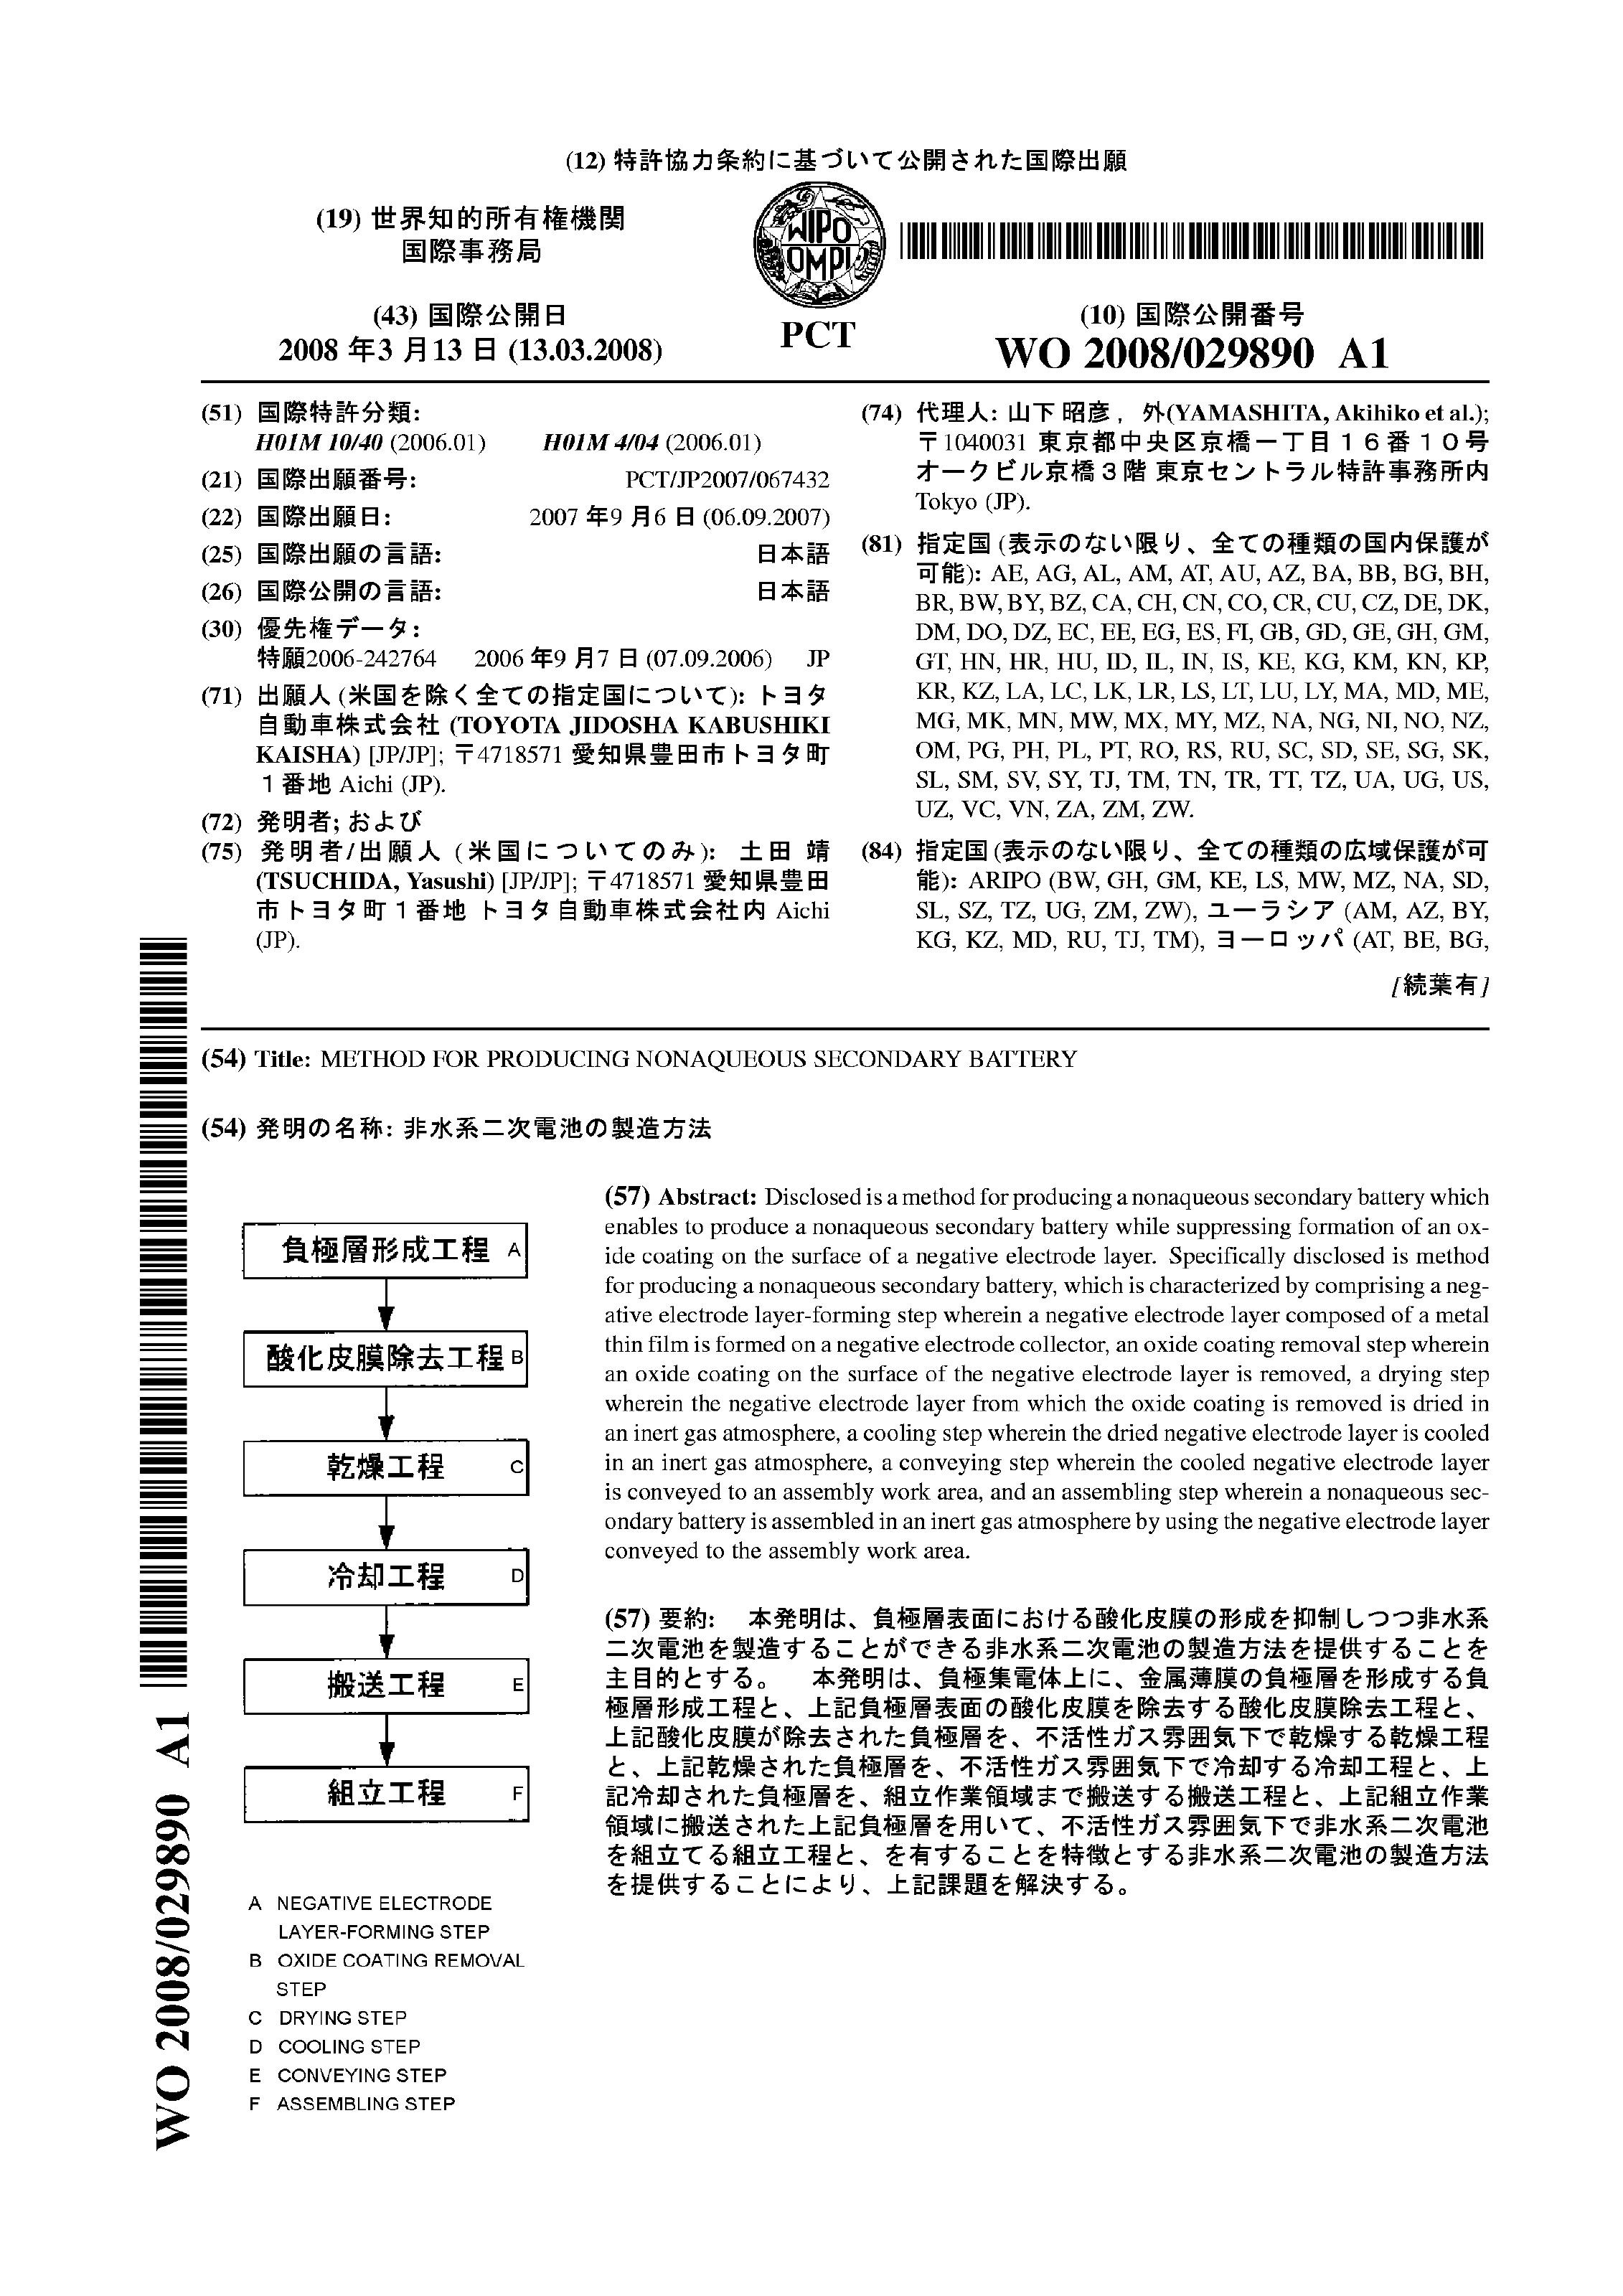 (12) 特許協力条約に基づいて公開された国際出願
(19) 世界知的所有権機関
国際事務局
WIPO
OMPI
PCT
(43) 国際公開日
2008 年3 月13 日 (13.03.2008)
(10) 国際公開番号
WO 2008/029890 A1
(51) 国際特許分類:
H01M 10/40 (2006.01) H01M 4/04 (2006.01)
(21) 国際出願番号: PCT/JP2007/067432
(22) 国際出願日: 2007 年9 月6 日 (06.09.2007)
(25) 国際出願の言語: 日本語
(26) 国際公開の言語: 日本語
(30) 優先権データ:
特願2006-242764 2006 年9 月7 日 (07.09.2006) JP
(71) 出願人 (米国を除く全ての指定国について): トヨタ
自動車株式会社 (TOYOTA JIDOSHA KABUSHIKI
KAISHA) [JP/JP]; 〒4718571 愛知県豊田市トヨタ町
1番地 Aichi (JP).
(72) 発明者; および
(75) 発明者/出願人 (米国についてのみ): 土田 靖
(TSUCHIDA, Yasushi) [JP/JP]; 〒4718571 愛知県豊田
市トヨタ町1番地 トヨタ自動車株式会社内 Aichi
(JP).
(74) 代理人: 山下 昭彦, 外(YAMASHITA, Akihiko et al.);
〒1040031 東京都中央区京橋一丁目16番10号
オークビル京橋3階 東京セントラル特許事務所内
Tokyo (JP).
(81) 指定国 (表示のない限り、全ての種類の国内保護が
可能): AE, AG, AL, AM, AT, AU, AZ, BA, BB, BG, BH,
BR, BW, BY, BZ, CA, CH, CN, CO, CR, CU, CZ, DE, DK,
DM, DO, DZ, EC, EE, EG, ES, FI, GB, GD, GE, GH, GM,
GT, HN, HR, HU, ID, IL, IN, IS, KE, KG, KM, KN, KP,
KR, KZ, LA, LC, LK, LR, LS, LT, LU, LY, MA, MD, ME,
MG, MK, MN, MW, MX, MY, MZ, NA, NG, NI, NO, NZ,
OM, PG, PH, PL, PT, RO, RS, RU, SC, SD, SE, SG, SK,
SL, SM, SV, SY, TJ, TM, TN, TR, TT, TZ, UA, UG, US,
UZ, VC, VN, ZA, ZM, ZW.
(84) 指定国 (表示のない限り、全ての種類の広域保護が可
能): ARIPO (BW, GH, GM, KE, LS, MW, MZ, NA, SD,
SL, SZ, TZ, UG, ZM, ZW), ユーラシア (AM, AZ, BY,
KG, KZ, MD, RU, TJ, TM), ヨーロッパ (AT, BE, BG,
[続葉有]
(54) Title: METHOD FOR PRODUCING NONAQUEOUS SECONDARY BATTERY
(54) 発明の名称: 非水系二次電池の製造方法
負極層形成工程 A
酸化皮膜除去工程 B
乾燥工程 C
冷却工程 D
搬送工程 E
組立工程 F
A NEGATIVE ELECTRODE
LAYER-FORMING STEP
B OXIDE COATING REMOVAL
STEP
C DRYING STEP
D COOLING STEP
E CONVEYING STEP
F ASSEMBLING STEP
(57) Abstract: Disclosed is a method for producing a nonaqueous secondary battery which
enables to produce a nonaqueous secondary battery while suppressing formation of an ox-
ide coating on the surface of a negative electrode layer. Specifically disclosed is method
for producing a nonaqueous secondary battery, which is characterized by comprising a neg-
ative electrode layer-forming step wherein a negative electrode layer composed of a metal
thin film is formed on a negative electrode collector, an oxide coating removal step wherein
an oxide coating on the surface of the negative electrode layer is removed, a drying step
wherein the negative electrode layer from which the oxide coating is removed is dried in
an inert gas atmosphere, a cooling step wherein the dried negative electrode layer is cooled
in an inert gas atmosphere, a conveying step wherein the cooled negative electrode layer
is conveyed to an assembly work area, and an assembling step wherein a nonaqueous sec-
ondary battery is assembled in an inert gas atmosphere by using the negative electrode layer
conveyed to the assembly work area.
(57) 要約: 本発明は、負極層表面における酸化皮膜の形成を抑制しつつ非水系
二次電池を製造することができる非水系二次電池の製造方法を提供することを
主目的とする。 本発明は、負極集電体上に、金属薄膜の負極層を形成する負
極層形成工程と、上記負極層表面の酸化皮膜を除去する酸化皮膜除去工程と、
上記酸化皮膜が除去された負極層を、不活性ガス雰囲気下で乾燥する乾燥工程
と、上記乾燥された負極層を、不活性ガス雰囲気下で冷却する冷却工程と、上
記冷却された負極層を、組立作業領域まで搬送する搬送工程と、上記組立作業
領域に搬送された上記負極層を用いて、不活性ガス雰囲気下で非水系二次電池
を組立てる組立工程と、を有することを特徴とする非水系二次電池の製造方法
を提供することにより、上記課題を解決する。
WO 2008/029890 A1